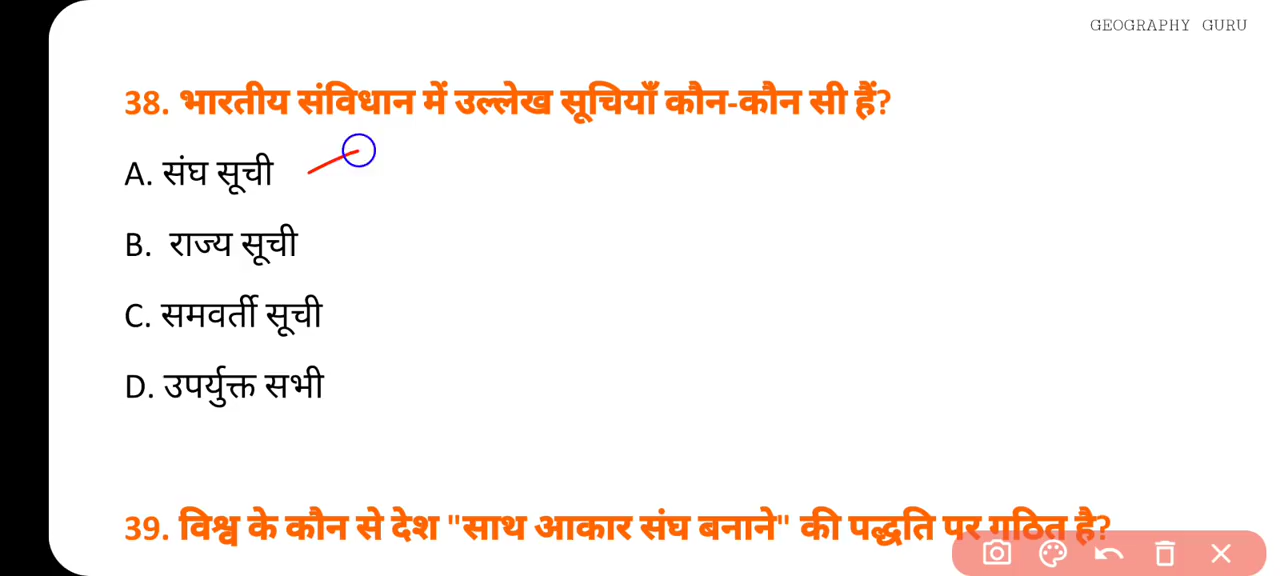 GEOGRAPHY GURU
38. भारतीय संविधान में उल्लेख सूचियाँ कौन-कौन सी हैं?
A. संघ सूची
B. राज्य सूची
C. समवर्ती सूची
D. उपर्युक्त सभी
39. विश्व के कौन से देश "साथ आकार संघ बनाने" की पद्धति पर गठित है?